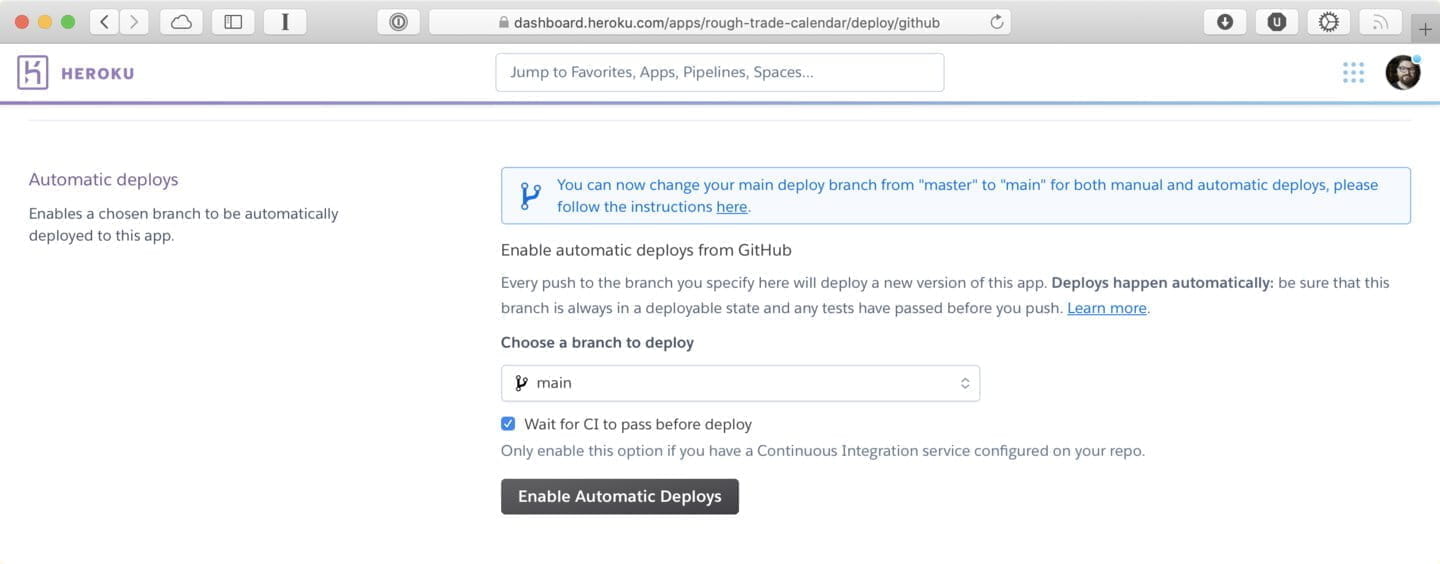 dashboard.heroku.com/apps/rough-trade-calendar/deploy/github
HEROKU
Jump to Favorites, Apps, Pipelines, Spaces...
Automatic deploys
Enables a chosen branch to be automatically
deployed to this app.
You can now change your main deploy branch from "master" to "main" for both manual and automatic deploys, please
follow the instructions here.
Enable automatic deploys from GitHub
Every push to the branch you specify here will deploy a new version of this app. Deploys happen automatically: be sure that this
branch is always in a deployable state and any tests have passed before you push. Learn more.
Choose a branch to deploy
main
Wait for CI to pass before deploy
Only enable this option if you have a Continuous Integration service configured on your repo.
Enable Automatic Deploys